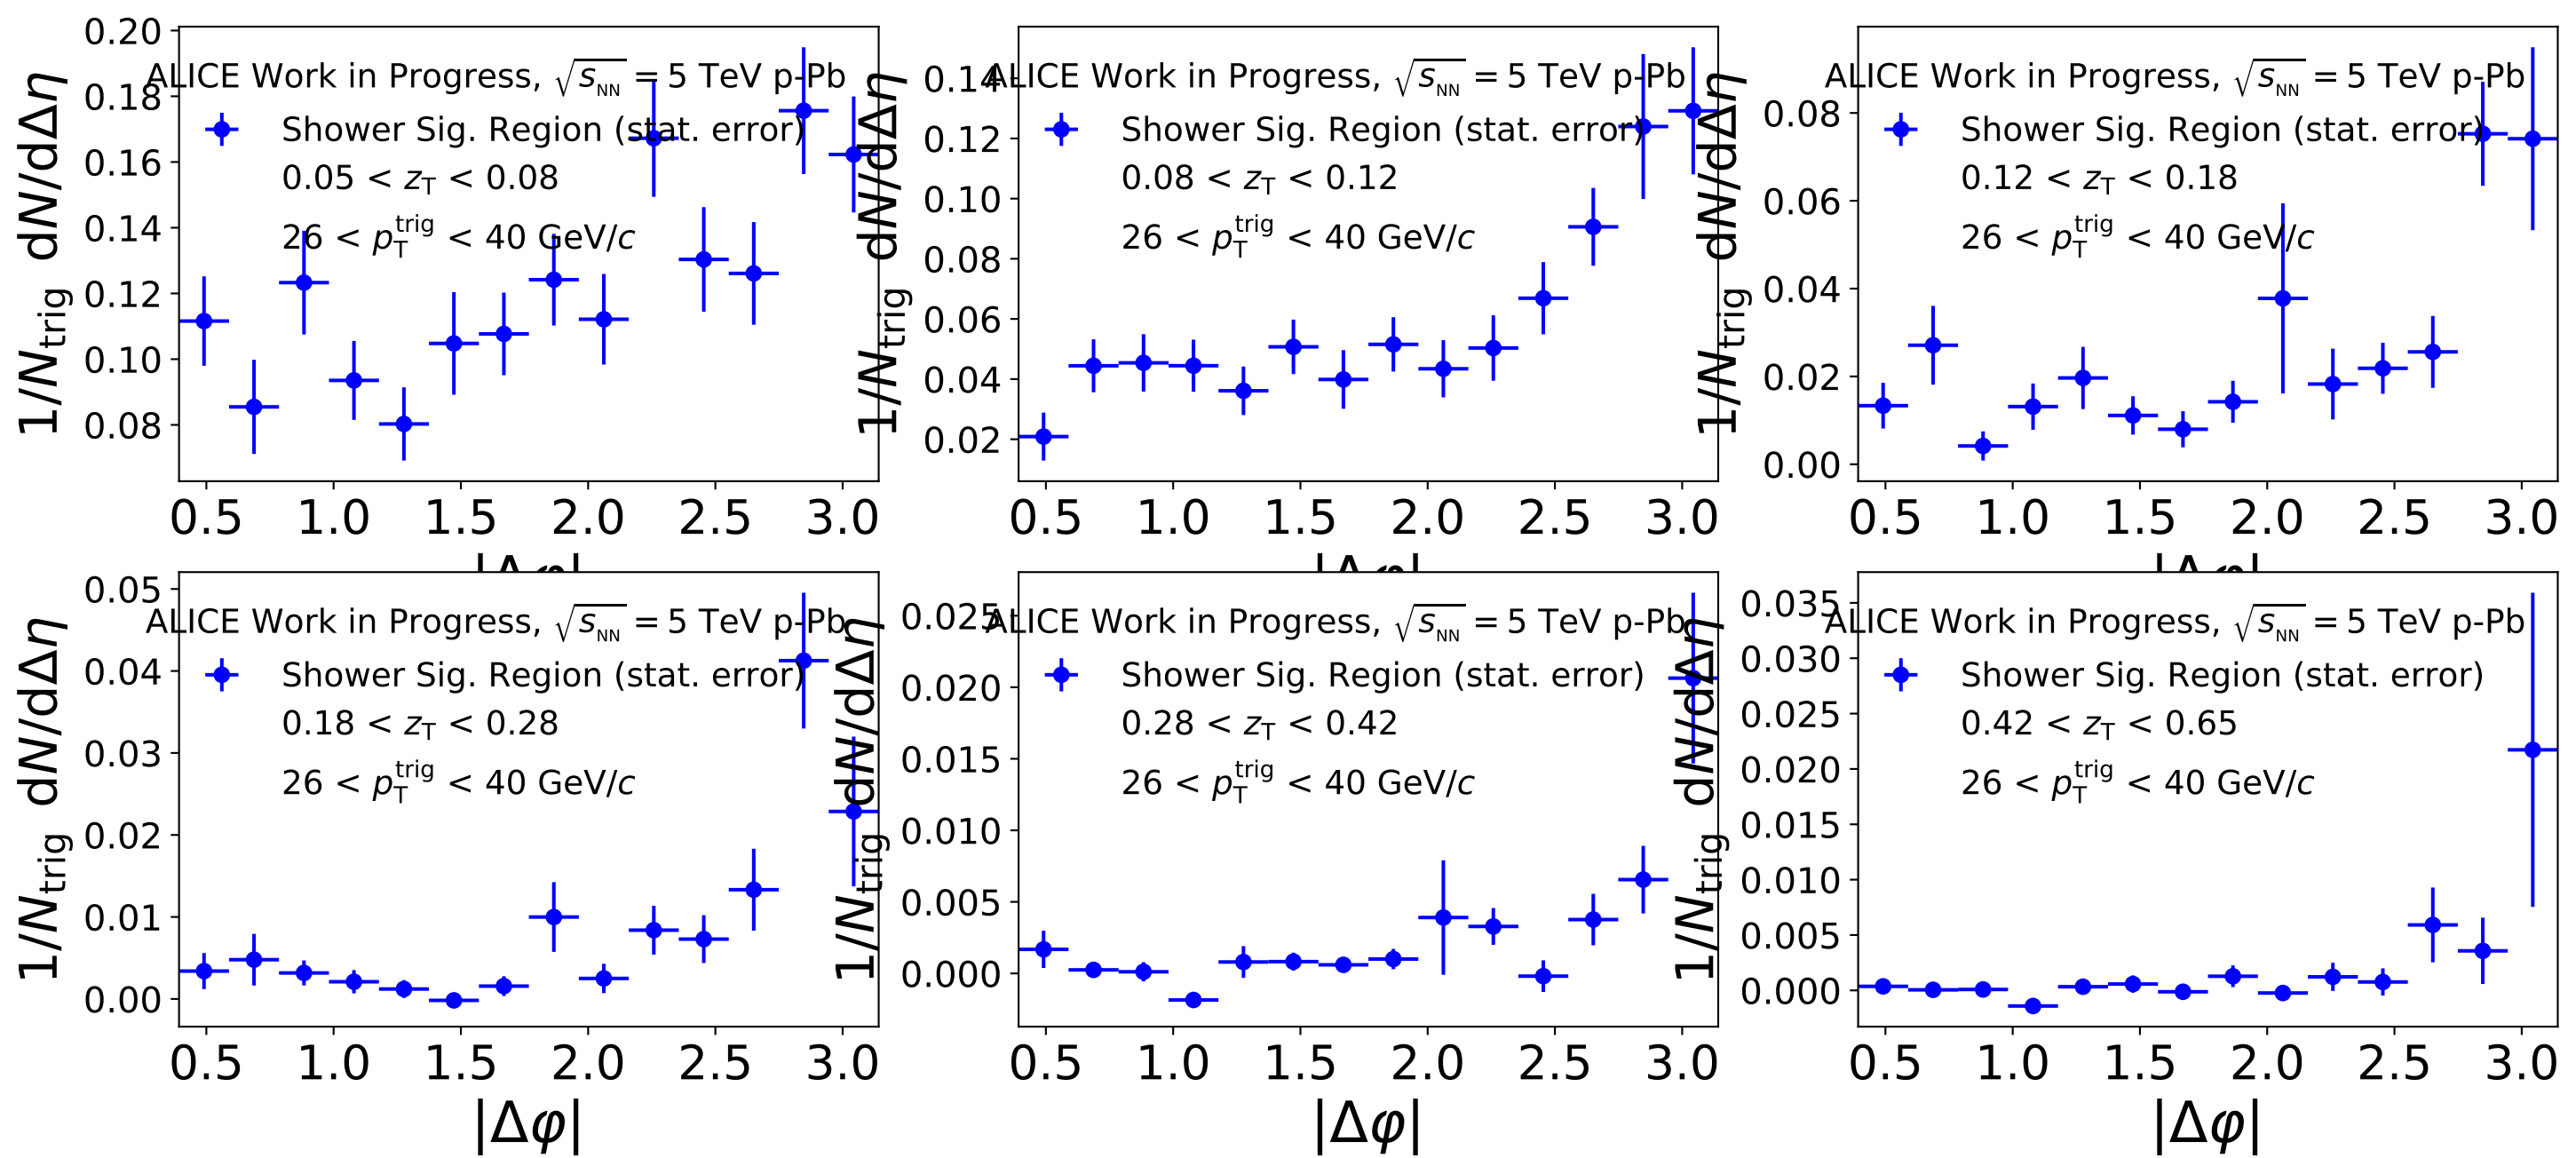 0.20
0.18
0.16
0.14
0.12
0.10
0.08
1/N_trig dN/dΔη
ALICE Work in Progress, √s_NN = 5 TeV p-Pb
Shower Sig. Region (stat. error)
0.05 < z_T < 0.08
26 < p_T^trig < 40 GeV/c
0.5 1.0 1.5 2.0 2.5 3.0
|Δφ|
0.14
0.12
0.10
0.08
0.06
0.04
0.02
1/N_trig dN/dΔη
ALICE Work in Progress, √s_NN = 5 TeV p-Pb
Shower Sig. Region (stat. error)
0.08 < z_T < 0.12
26 < p_T^trig < 40 GeV/c
0.5 1.0 1.5 2.0 2.5 3.0
|Δφ|
0.08
0.06
0.04
0.02
0.00
1/N_trig dN/dΔη
ALICE Work in Progress, √s_NN = 5 TeV p-Pb
Shower Sig. Region (stat. error)
0.12 < z_T < 0.18
26 < p_T^trig < 40 GeV/c
0.5 1.0 1.5 2.0 2.5 3.0
|Δφ|
0.05
0.04
0.03
0.02
0.01
0.00
1/N_trig dN/dΔη
ALICE Work in Progress, √s_NN = 5 TeV p-Pb
Shower Sig. Region (stat. error)
0.18 < z_T < 0.28
26 < p_T^trig < 40 GeV/c
0.5 1.0 1.5 2.0 2.5 3.0
|Δφ|
0.025
0.020
0.015
0.010
0.005
0.000
1/N_trig dN/dΔη
ALICE Work in Progress, √s_NN = 5 TeV p-Pb
Shower Sig. Region (stat. error)
0.28 < z_T < 0.42
26 < p_T^trig < 40 GeV/c
0.5 1.0 1.5 2.0 2.5 3.0
|Δφ|
0.035
0.030
0.025
0.020
0.015
0.010
0.005
0.000
1/N_trig dN/dΔη
ALICE Work in Progress, √s_NN = 5 TeV p-Pb
Shower Sig. Region (stat. error)
0.42 < z_T < 0.65
26 < p_T^trig < 40 GeV/c
0.5 1.0 1.5 2.0 2.5 3.0
|Δφ|